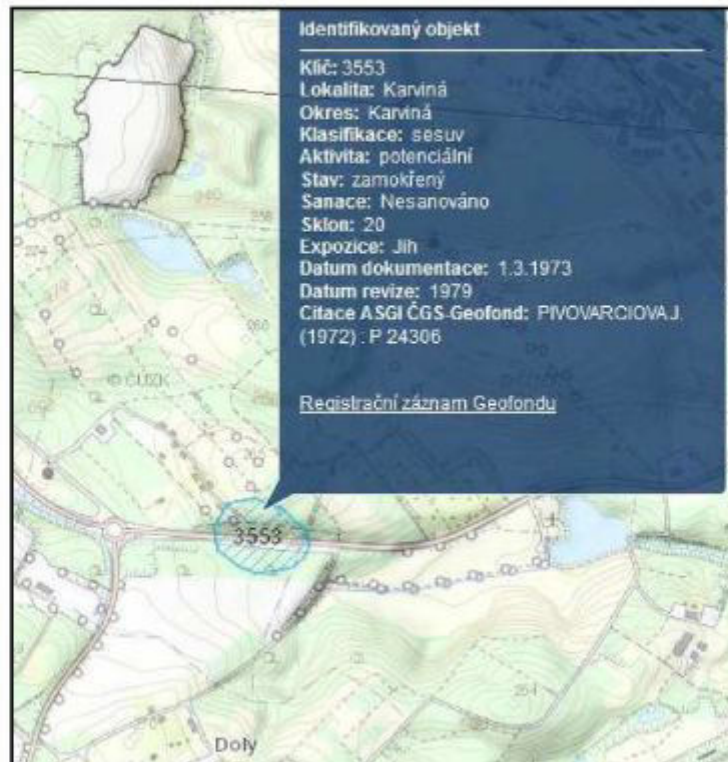 Identifikovaný objekt
Klíč: 3553
Lokalita: Karviná
Okres: Karviná
Klasifikace: sesuv
Aktivita: potenciální
Stav: zamokřený
Sanace: Nesanováno
Sklon: 20
Expozice: Jih
Datum dokumentace: 1.3.1973
Datum revize: 1979
Citace ASGI ČGS-Geofond: PIVOVARCIOVA J.
(1972) : P 24306
Registrační záznam Geofondu
© ČÚZK
3553
254
Doly